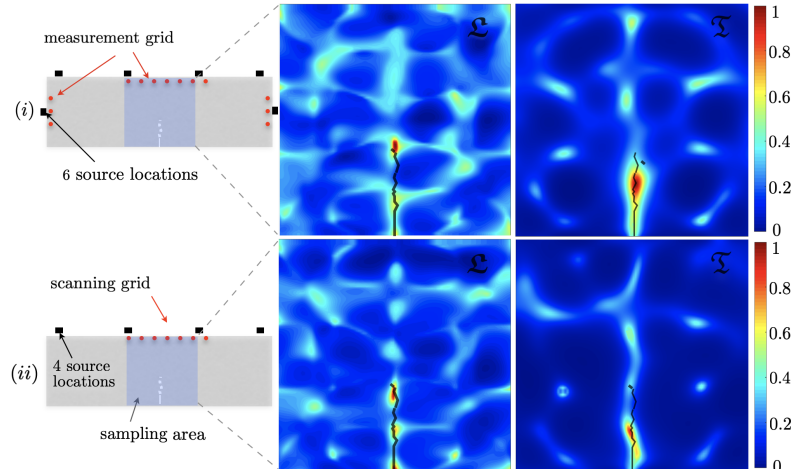 measurement grid
(i)
6 source locations
𝔏
𝔗
1
0.8
0.6
0.4
0.2
0
scanning grid
(ii)
4 source
locations
sampling area
𝔏
𝔗
1
0.8
0.6
0.4
0.2
0